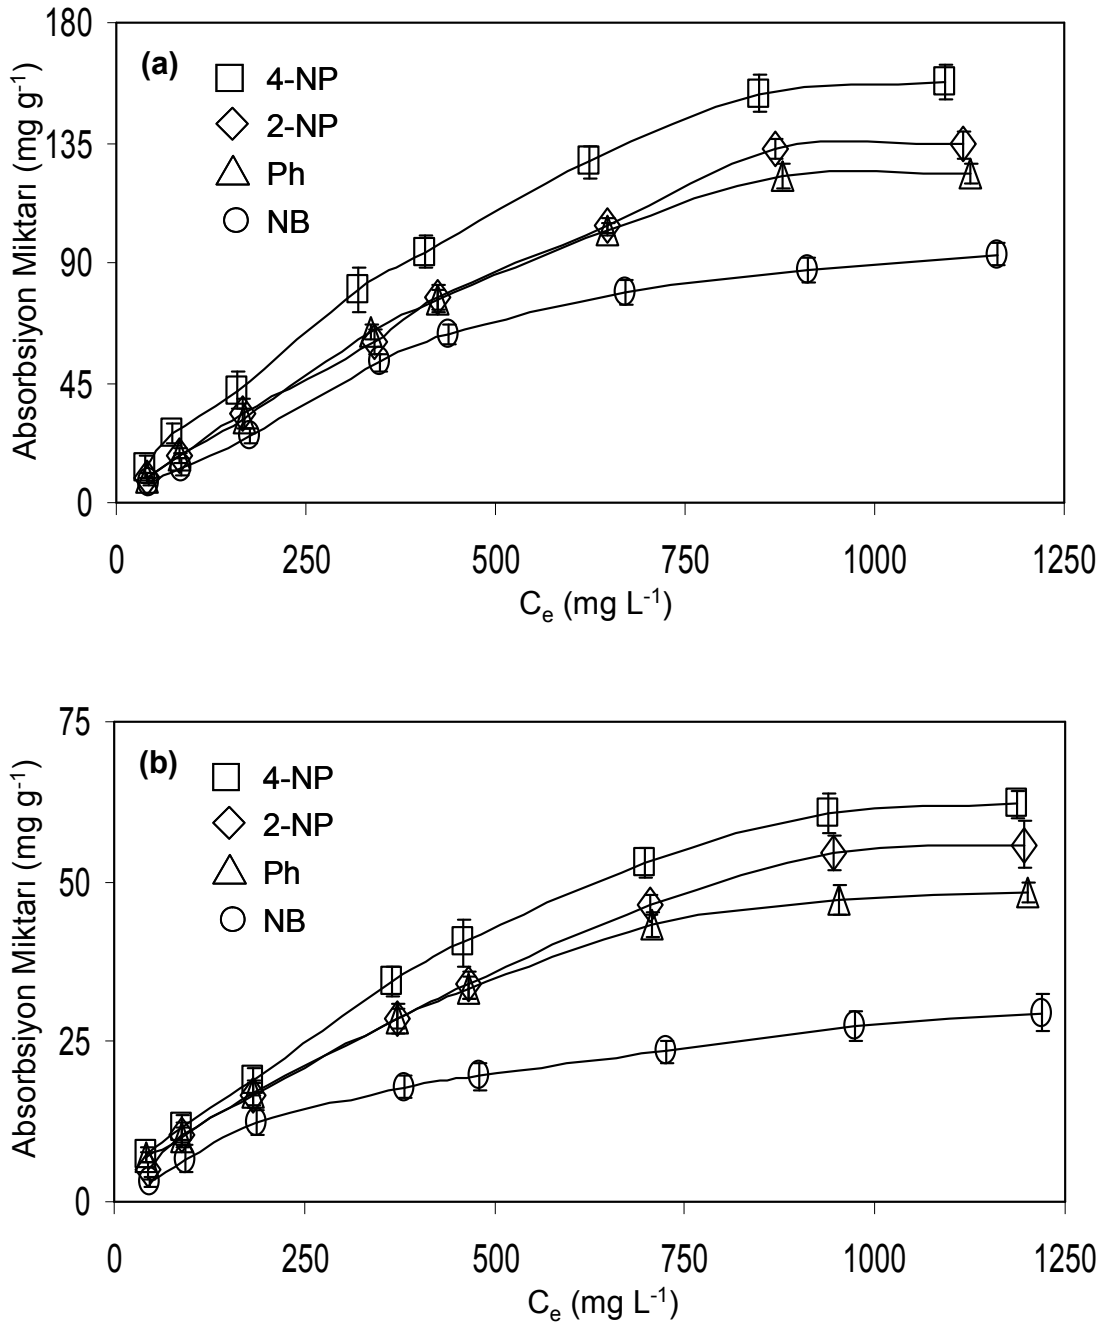 180
(a)
4-NP
135
2-NP
Ph
90
NB
45
0
Absorbsiyon Miktarı (mg g⁻¹)
0 250 500 750 1000 1250
Cₑ (mg L⁻¹)
75
(b)
4-NP
2-NP
50
Ph
NB
25
0
Absorbsiyon Miktarı (mg g⁻¹)
0 250 500 750 1000 1250
Cₑ (mg L⁻¹)